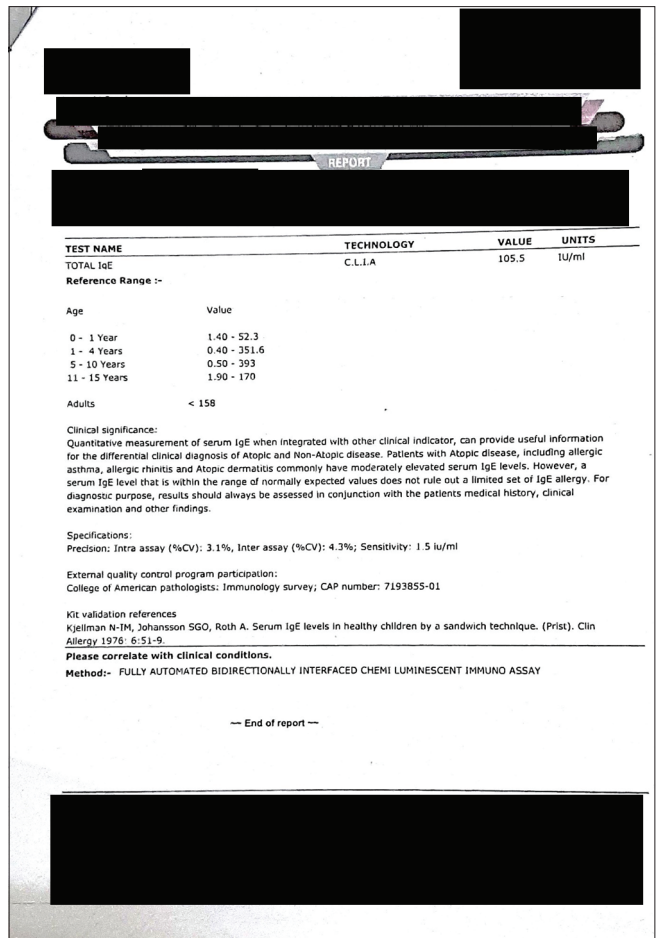 REPORT
TEST NAME TECHNOLOGY VALUE UNITS
TOTAL IgE C.L.I.A 105.5 IU/ml
Reference Range :-
Age Value
0 - 1 Year 1.40 - 52.3
1 - 4 Years 0.40 - 351.6
5 - 10 Years 0.50 - 393
11 - 15 Years 1.90 - 170
Adults < 158
Clinical significance:
Quantitative measurement of serum IgE when integrated with other clinical indicator, can provide useful information
for the differential clinical diagnosis of Atopic and Non-Atopic disease. Patients with Atopic disease, including allergic
asthma, allergic rhinitis and Atopic dermatitis commonly have moderately elevated serum IgE levels. However, a
serum IgE level that is within the range of normally expected values does not rule out a limited set of IgE allergy. For
diagnostic purpose, results should always be assessed in conjunction with the patients medical history, clinical
examination and other findings.
Specifications:
Precision: Intra assay (%CV): 3.1%, Inter assay (%CV): 4.3%; Sensitivity: 1.5 iu/ml
External quality control program participation:
College of American pathologists: Immunology survey; CAP number: 7193855-01
Kit validation references
Kjellman N-IM, Johansson SGO, Roth A. Serum IgE levels in healthy children by a sandwich technique. (Prist). Clin
Allergy 1976: 6:51-9.
Please correlate with clinical conditions.
Method:- FULLY AUTOMATED BIDIRECTIONALLY INTERFACED CHEMI LUMINESCENT IMMUNO ASSAY
--- End of report ---